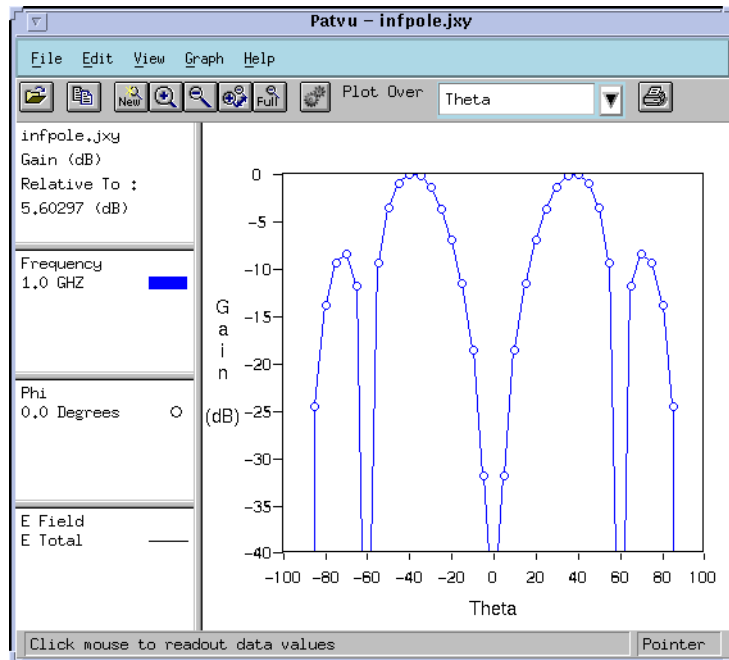 Patvu – infpole.jxy
File Edit View Graph Help
New Full Plot Over Theta
infpole.jxy
Gain (dB)
Relative To :
5.60297 (dB)
Frequency
1.0 GHZ
Phi
0.0 Degrees
E Field
E Total
Gain
(dB)
0
-5
-10
-15
-20
-25
-30
-35
-40
-100 -80 -60 -40 -20 0 20 40 60 80 100
Theta
Click mouse to readout data values Pointer